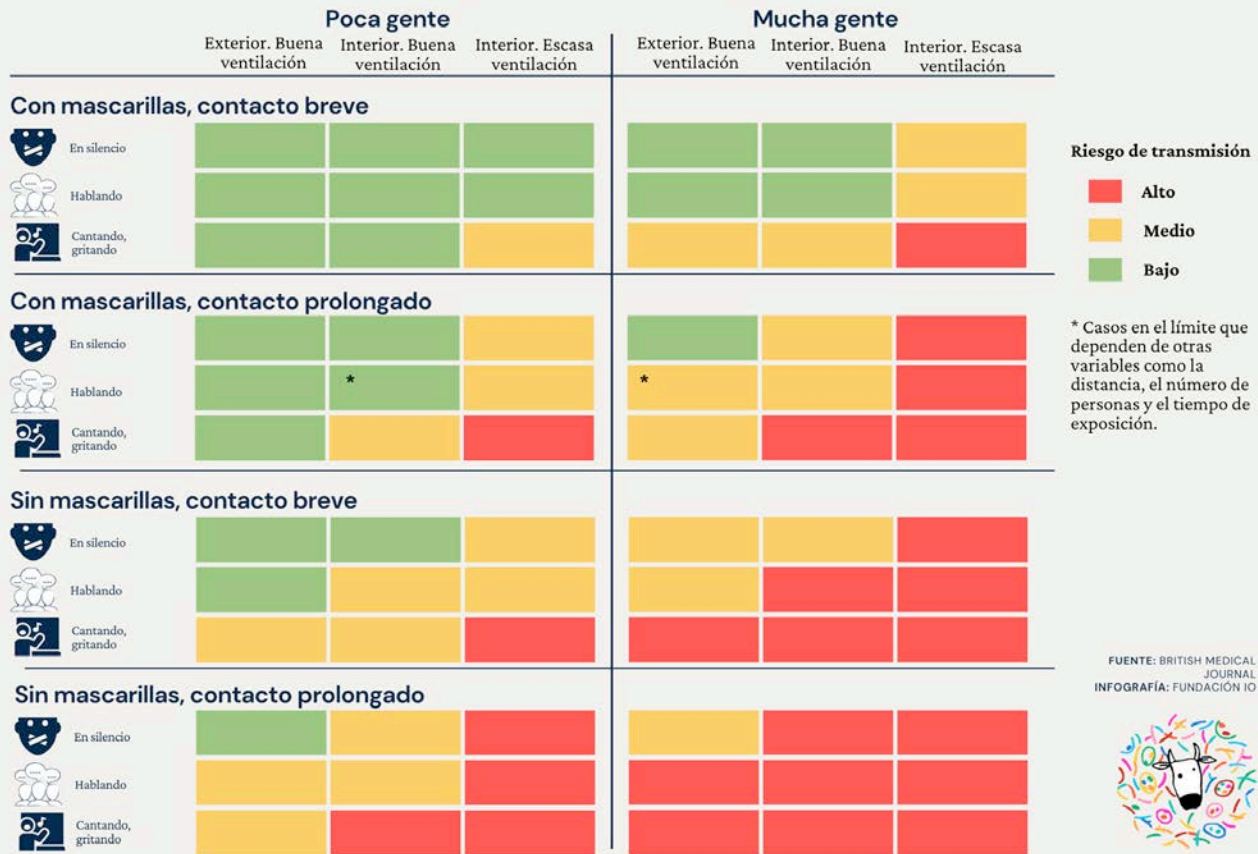 Poca gente
Mucha gente
Exterior. Buena
ventilación
Interior. Buena
ventilación
Interior. Escasa
ventilación
Exterior. Buena
ventilación
Interior. Buena
ventilación
Interior. Escasa
ventilación
Con mascarillas, contacto breve
En silencio
Hablando
Cantando,
gritando
Con mascarillas, contacto prolongado
En silencio
Hablando
*
*
Cantando,
gritando
Sin mascarillas, contacto breve
En silencio
Hablando
Cantando,
gritando
Sin mascarillas, contacto prolongado
En silencio
Hablando
Cantando,
gritando
Riesgo de transmisión
Alto
Medio
Bajo
* Casos en el límite que
dependen de otras
variables como la
distancia, el número de
personas y el tiempo de
exposición.
FUENTE: BRITISH MEDICAL
JOURNAL
INFOGRAFÍA: FUNDACIÓN IO